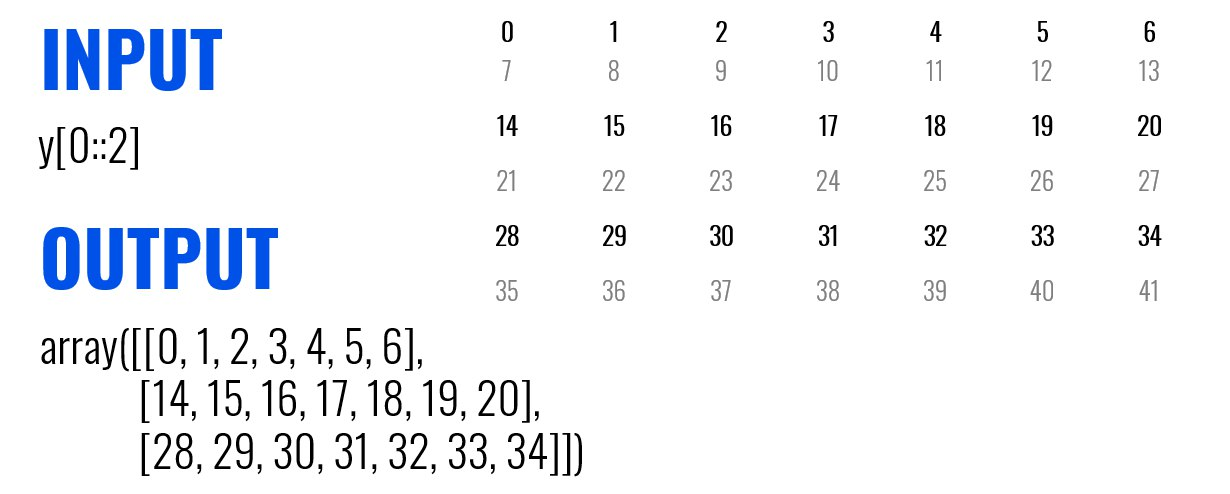 INPUT
y[0::2]
OUTPUT
array([[0, 1, 2, 3, 4, 5, 6],
[14, 15, 16, 17, 18, 19, 20],
[28, 29, 30, 31, 32, 33, 34]])
0 1 2 3 4 5 6
7 8 9 10 11 12 13
14 15 16 17 18 19 20
21 22 23 24 25 26 27
28 29 30 31 32 33 34
35 36 37 38 39 40 41